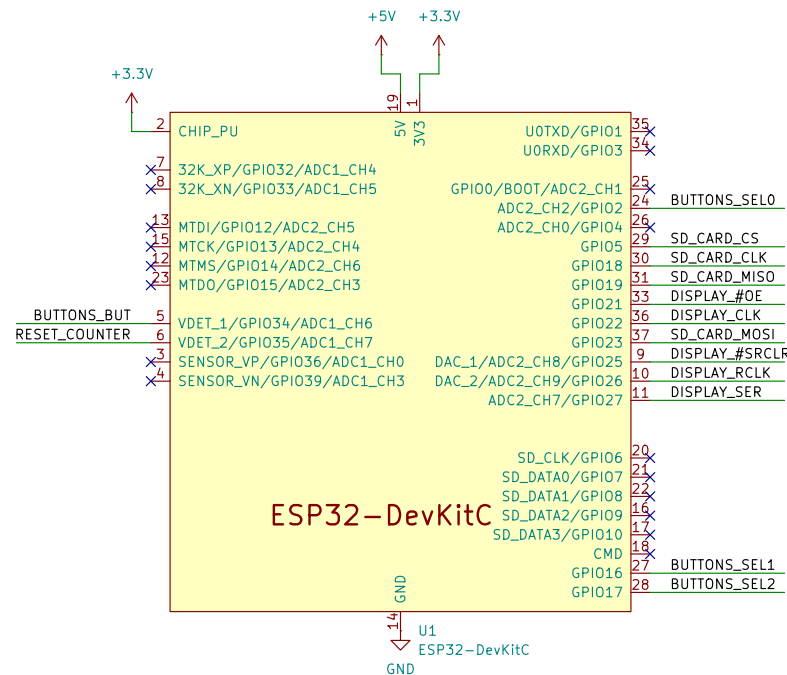 +5V
+3.3V
+3.3V
19
1
5V
3V3
2
CHIP_PU
U0TXD/GPIO1
35
U0RXD/GPIO3
34
7
32K_XP/GPIO32/ADC1_CH4
8
32K_XN/GPIO33/ADC1_CH5
GPIO0/BOOT/ADC2_CH1
25
ADC2_CH2/GPIO2
24
BUTTONS_SEL0
13
MTDI/GPIO12/ADC2_CH5
ADC2_CH0/GPIO4
26
15
MTCK/GPIO13/ADC2_CH4
GPIO5
29
SD_CARD_CS
12
MTMS/GPIO14/ADC2_CH6
GPIO18
30
SD_CARD_CLK
23
MTDO/GPIO15/ADC2_CH3
GPIO19
31
SD_CARD_MISO
GPIO21
33
DISPLAY_#OE
BUTTONS_BUT
5
VDET_1/GPIO34/ADC1_CH6
GPIO22
36
DISPLAY_CLK
RESET_COUNTER
6
VDET_2/GPIO35/ADC1_CH7
GPIO23
37
SD_CARD_MOSI
3
SENSOR_VP/GPIO36/ADC1_CH0
DAC_1/ADC2_CH8/GPIO25
9
DISPLAY_#SRCLR
4
SENSOR_VN/GPIO39/ADC1_CH3
DAC_2/ADC2_CH9/GPIO26
10
DISPLAY_RCLK
ADC2_CH7/GPIO27
11
DISPLAY_SER
SD_CLK/GPIO6
20
SD_DATA0/GPIO7
21
SD_DATA1/GPIO8
22
ESP32-DevKitC
SD_DATA2/GPIO9
16
SD_DATA3/GPIO10
17
CMD
18
GPIO16
27
BUTTONS_SEL1
GPIO17
28
BUTTONS_SEL2
GND
14
U1
ESP32-DevKitC
GND